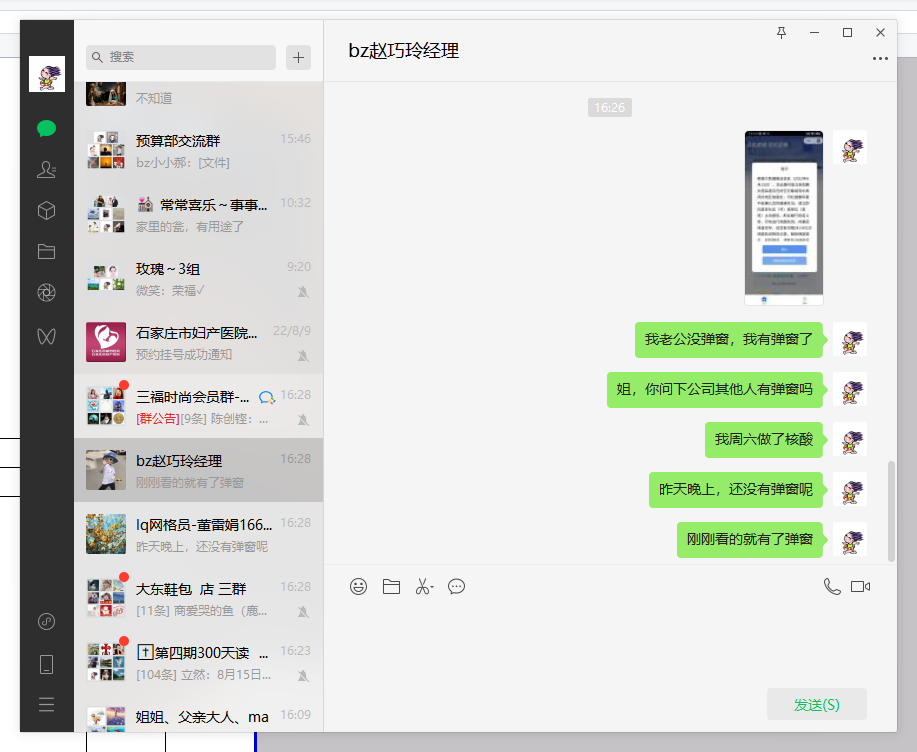 搜索
bz赵巧玲经理
不知道
预算部交流群 15:46
bz小小郝：[文件]
常常喜乐～事事... 10:32
家里的瓮，有用途了
玫瑰～3组 9:20
微笑：荣福√
石家庄市妇产医院... 22/8/9
预约挂号成功通知
三福时尚会员群-... 16:28
[群公告][9条] 陈创铿：...
bz赵巧玲经理 16:28
刚刚看的就有了弹窗
lq网格员-董雷娟166... 16:28
昨天晚上，还没有弹窗呢
大东鞋包 店 三群 16:28
[11条] 商爱哭的鱼（鹿...
第四期300天读 ... 16:23
[104条] 立然：8月15日...
姐姐、父亲大人、ma 16:09
16:26
我老公没弹窗，我有弹窗了
姐，你问下公司其他人有弹窗吗
我周六做了核酸
昨天晚上，还没有弹窗呢
刚刚看的就有了弹窗
发送(S)